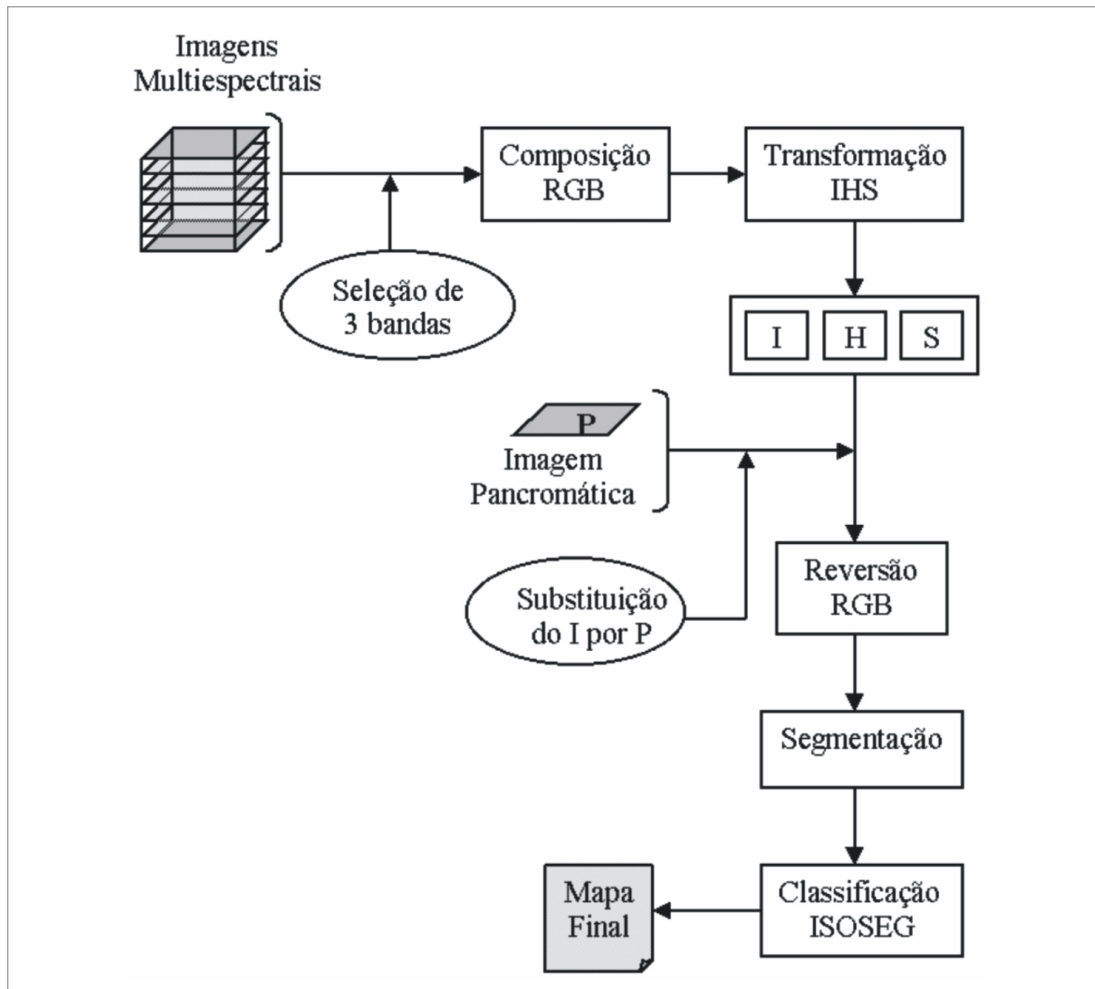 Imagens
Multiespectrais
Composição
RGB
Transformação
IHS
Seleção de
3 bandas
I H S
P
Imagem
Pancromática
Substituição
do I por P
Reversão
RGB
Segmentação
Classificação
ISOSEG
Mapa
Final